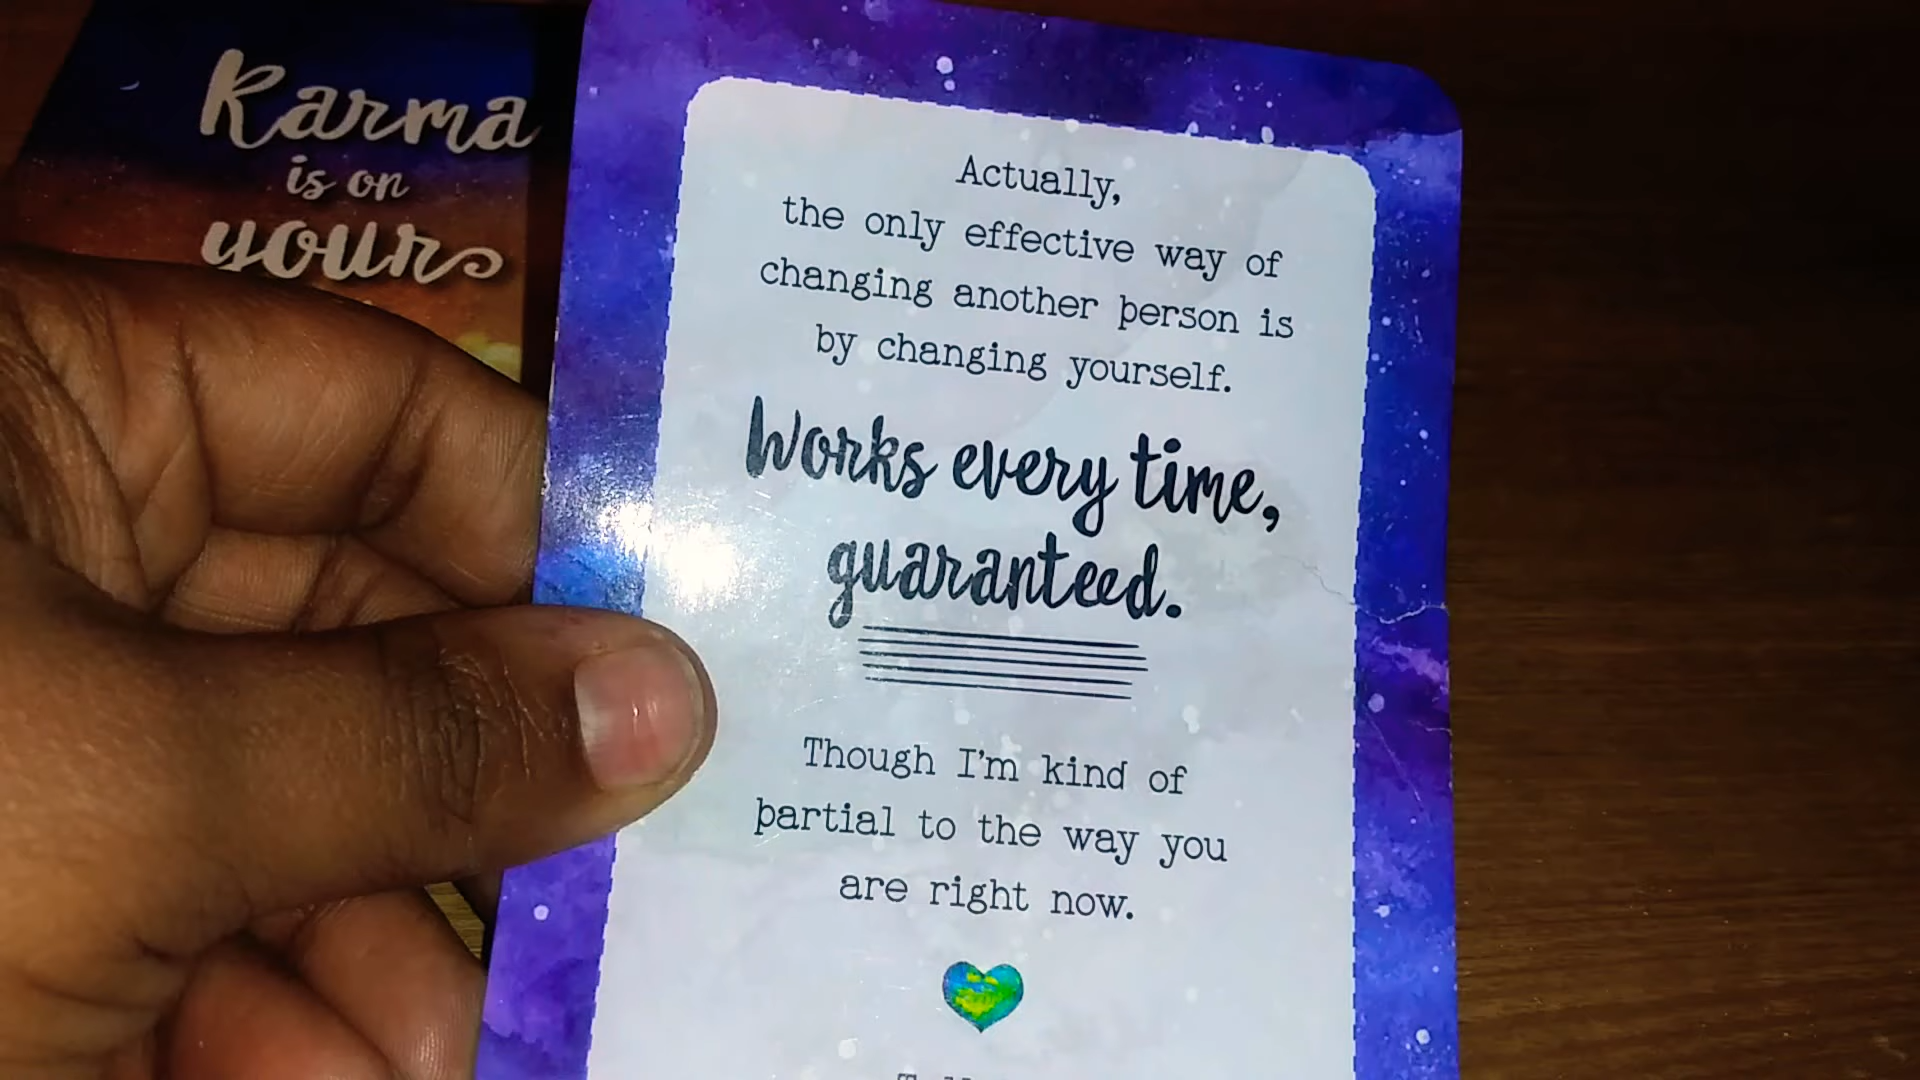 Karma
is on
your
Actually,
the only effective way of
changing another person is
by changing yourself.
Works every time,
guaranteed.
Though I'm kind of
partial to the way you
are right now.